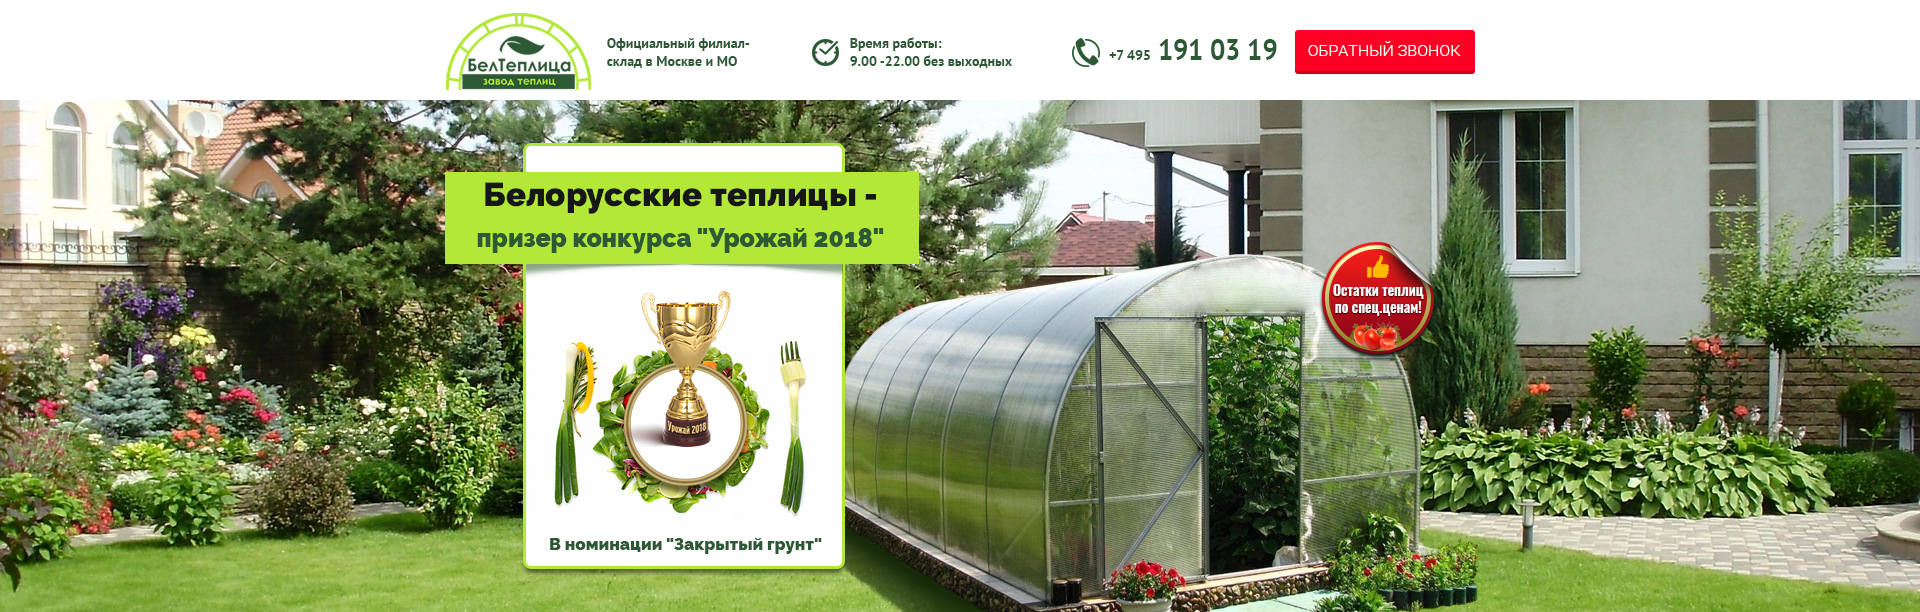 БелТеплица
завод теплиц
Официальный филиал-
склад в Москве и МО
Время работы:
9.00 -22.00 без выходных
+7 495 191 03 19
ОБРАТНЫЙ ЗВОНОК
Белорусские теплицы -
призер конкурса "Урожай 2018"
Урожай 2018
В номинации "Закрытый грунт"
Остатки теплиц
по спец.ценам!